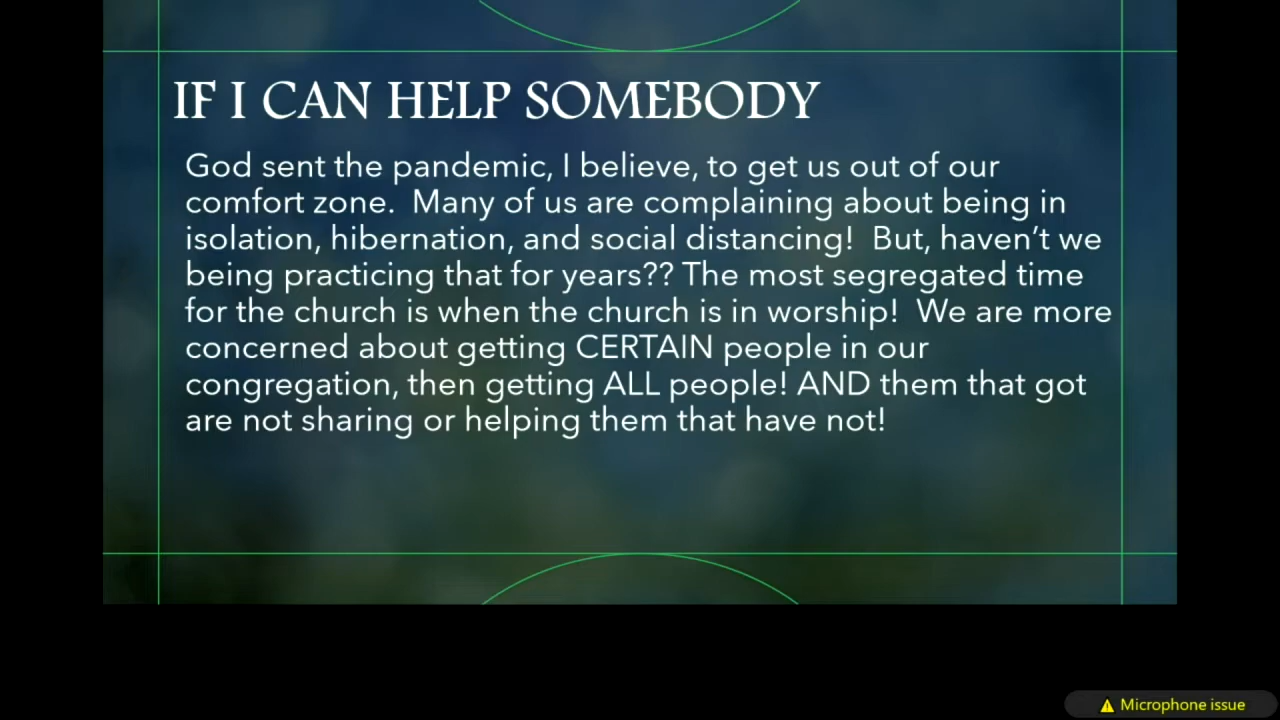 IF I CAN HELP SOMEBODY
God sent the pandemic, I believe, to get us out of our
comfort zone.  Many of us are complaining about being in
isolation, hibernation, and social distancing!  But, haven’t we
being practicing that for years?? The most segregated time
for the church is when the church is in worship!  We are more
concerned about getting CERTAIN people in our
congregation, then getting ALL people! AND them that got
are not sharing or helping them that have not!
Microphone issue